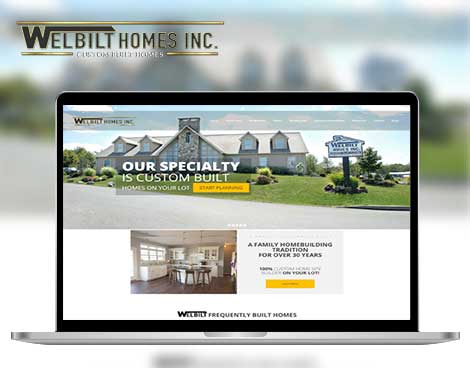 WELBILT HOMES INC.
CUSTOM BUILT HOMES
WELBILT HOMES INC.
OUR SPECIALTY
IS CUSTOM BUILT
HOMES ON YOUR LOT
START PLANNING
WELBILT
HOMES INC.
A FAMILY HOMEBUILDING
TRADITION
FOR OVER 30 YEARS
100% CUSTOM HOME SITE
BUILDER ON YOUR LOT!
WELBILT FREQUENTLY BUILT HOMES